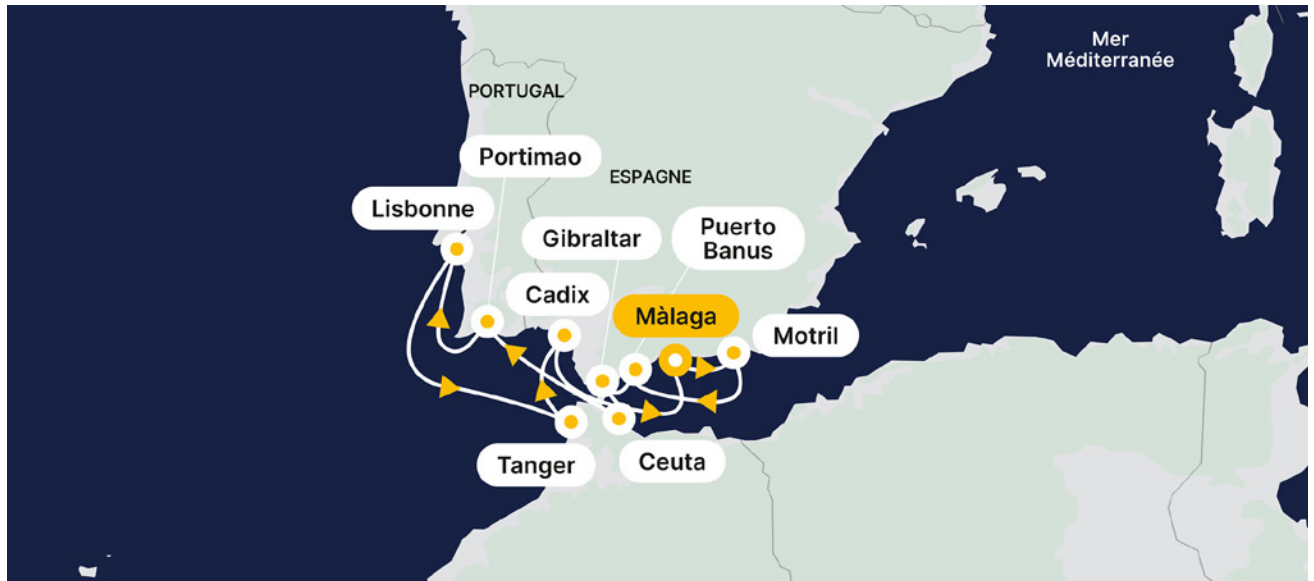 Mer
Méditerranée
PORTUGAL
Portimao
ESPAGNE
Lisbonne
Gibraltar
Puerto
Banus
Cadix
Màlaga
Motril
Tanger
Ceuta